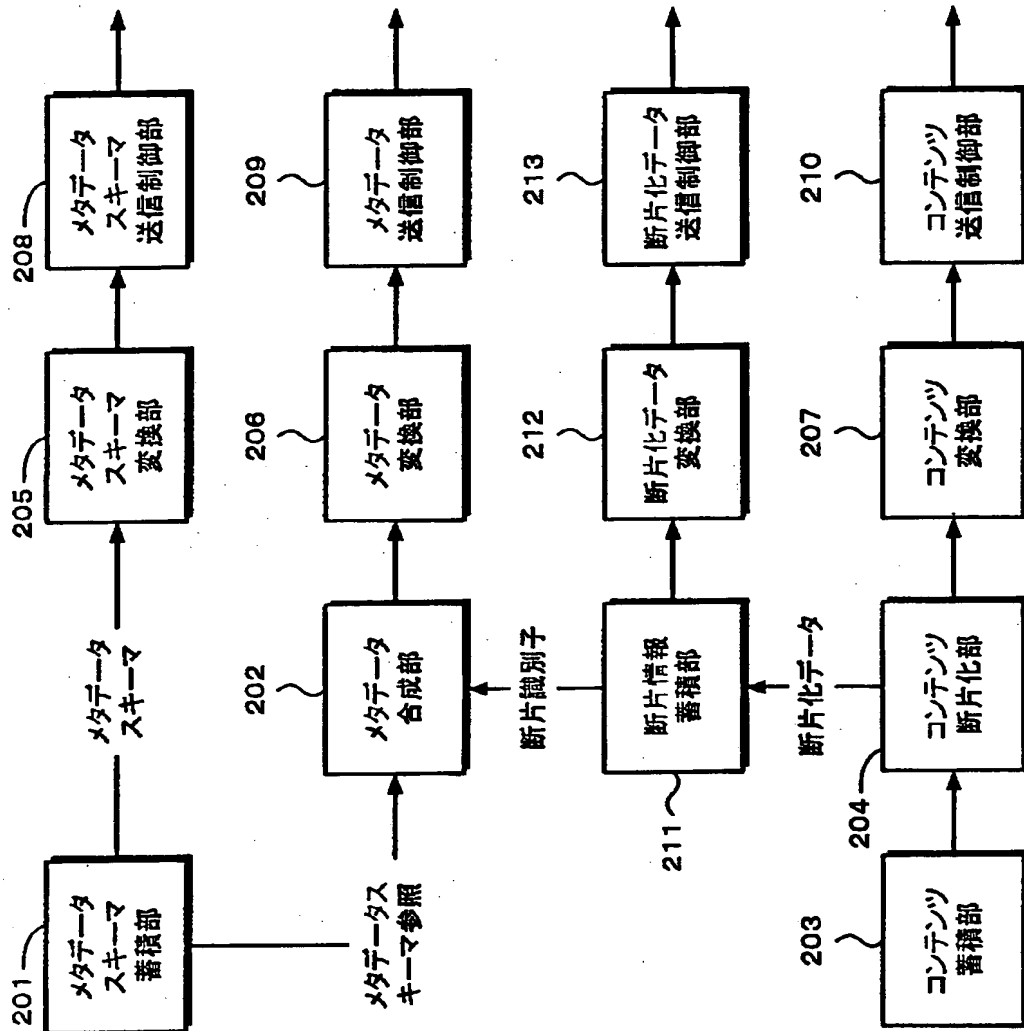 208
メタデータ
スキーマ
送信制御部
209
メタデータ
送信制御部
213
断片化データ
送信制御部
210
コンテンツ
送信制御部
205
メタデータ
スキーマ
変換部
206
メタデータ
変換部
212
断片化データ
変換部
207
コンテンツ
変換部
メタデータ
スキーマ
202
メタデータ
合成部
断片識別子
断片情報
蓄積部
211
断片化データ
コンテンツ
断片化部
204
201
メタデータ
スキーマ
蓄積部
メタデータス
キーマ参照
203
コンテンツ
蓄積部